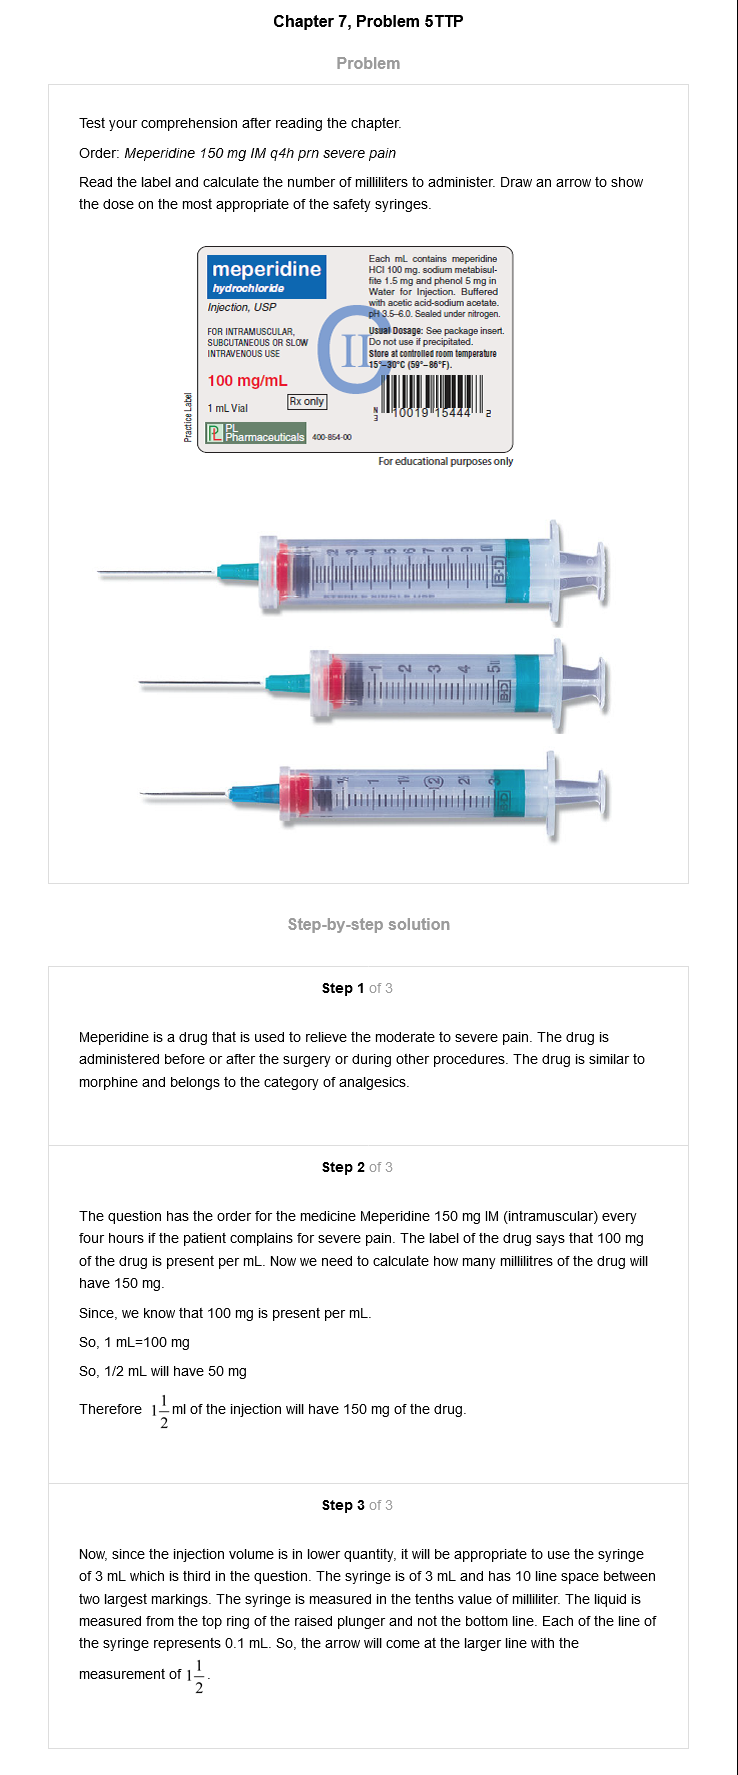 Chapter 7, Problem 5TTP
Problem
Test your comprehension after reading the chapter.
Order: Meperidine 150 mg IM q4h prn severe pain
Read the label and calculate the number of milliliters to administer. Draw an arrow to show
the dose on the most appropriate of the safety syringes.
meperidine
hydrochloride
Injection, USP
FOR INTRAMUSCULAR,
SUBCUTANEOUS OR SLOW
INTRAVENOUS USE
100 mg/mL
1 mL Vial
Rx only
PL
PL
Pharmaceuticals
400-854-00
Practice Label
CII
Each mL contains meperidine
HCl 100 mg. sodium metabisul-
fite 1.5 mg and phenol 5 mg in
Water for Injection. Buffered
with acetic acid-sodium acetate.
pH 3.5–6.0. Sealed under nitrogen.
Usual Dosage: See package insert.
Do not use if precipitated.
Store at controlled room temperature
15°–30°C (59°–86°F).
N
3
10019 15444 2
For educational purposes only
2 3 4 5 6 7 8 9 10
B-D
1 2 3 4 5
B-D
½ 1 1½ 2 2½ 3
B-D
Step-by-step solution
Step 1 of 3
Meperidine is a drug that is used to relieve the moderate to severe pain. The drug is
administered before or after the surgery or during other procedures. The drug is similar to
morphine and belongs to the category of analgesics.
Step 2 of 3
The question has the order for the medicine Meperidine 150 mg IM (intramuscular) every
four hours if the patient complains for severe pain. The label of the drug says that 100 mg
of the drug is present per mL. Now we need to calculate how many millilitres of the drug will
have 150 mg.
Since, we know that 100 mg is present per mL.
So, 1 mL=100 mg
So, 1/2 mL will have 50 mg
Therefore 1 1/2 ml of the injection will have 150 mg of the drug.
Step 3 of 3
Now, since the injection volume is in lower quantity, it will be appropriate to use the syringe
of 3 mL which is third in the question. The syringe is of 3 mL and has 10 line space between
two largest markings. The syringe is measured in the tenths value of milliliter. The liquid is
measured from the top ring of the raised plunger and not the bottom line. Each of the line of
the syringe represents 0.1 mL. So, the arrow will come at the larger line with the
measurement of 1 1/2.